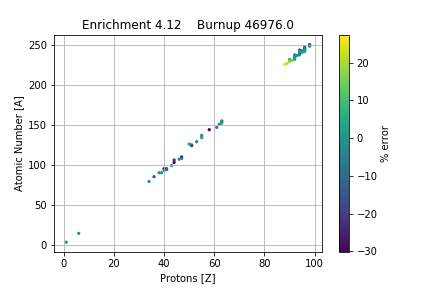 Enrichment 4.12    Burnup 46976.0
Atomic Number [A]
250
200
150
100
50
0
0 20 40 60 80 100
Protons [Z]
20
10
0
−10
−20
−30
% error